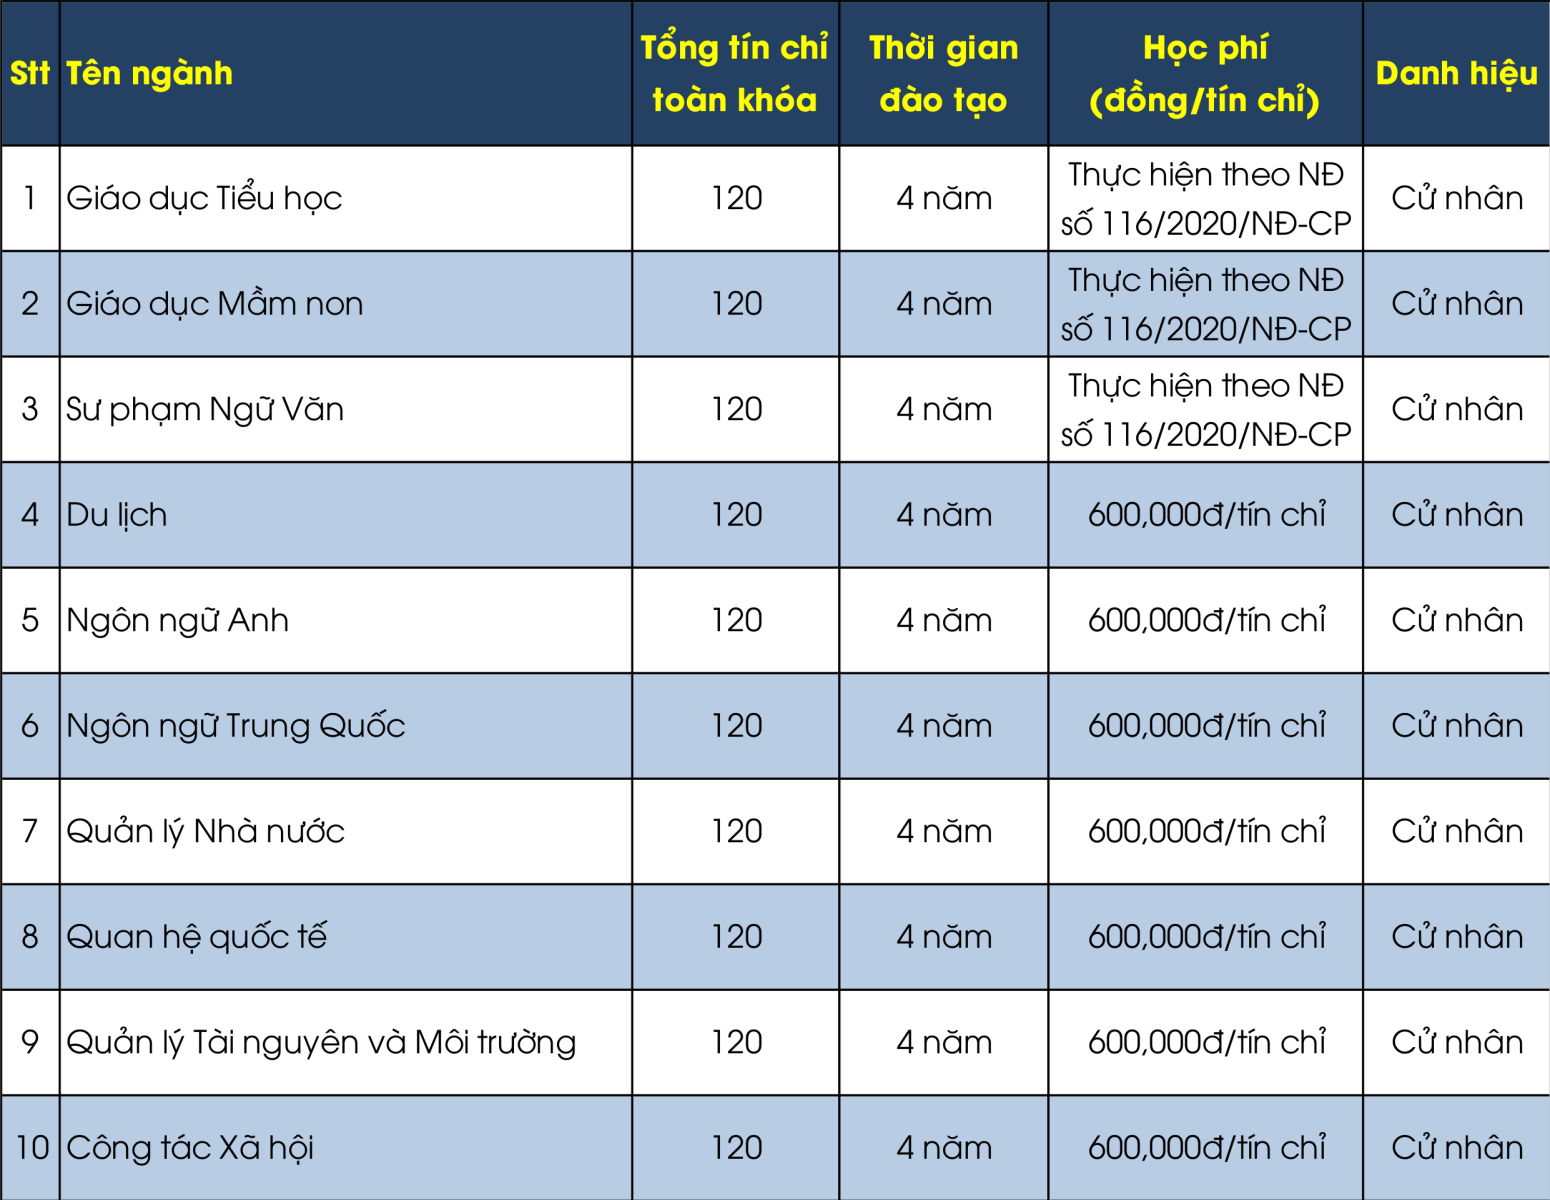 Stt Tên ngành Tổng tín chỉ toàn khóa Thời gian đào tạo Học phí (đồng/tín chỉ) Danh hiệu
1 Giáo dục Tiểu học 120 4 năm Thực hiện theo NĐ số 116/2020/NĐ-CP Cử nhân
2 Giáo dục Mầm non 120 4 năm Thực hiện theo NĐ số 116/2020/NĐ-CP Cử nhân
3 Sư phạm Ngữ Văn 120 4 năm Thực hiện theo NĐ số 116/2020/NĐ-CP Cử nhân
4 Du lịch 120 4 năm 600,000đ/tín chỉ Cử nhân
5 Ngôn ngữ Anh 120 4 năm 600,000đ/tín chỉ Cử nhân
6 Ngôn ngữ Trung Quốc 120 4 năm 600,000đ/tín chỉ Cử nhân
7 Quản lý Nhà nước 120 4 năm 600,000đ/tín chỉ Cử nhân
8 Quan hệ quốc tế 120 4 năm 600,000đ/tín chỉ Cử nhân
9 Quản lý Tài nguyên và Môi trường 120 4 năm 600,000đ/tín chỉ Cử nhân
10 Công tác Xã hội 120 4 năm 600,000đ/tín chỉ Cử nhân